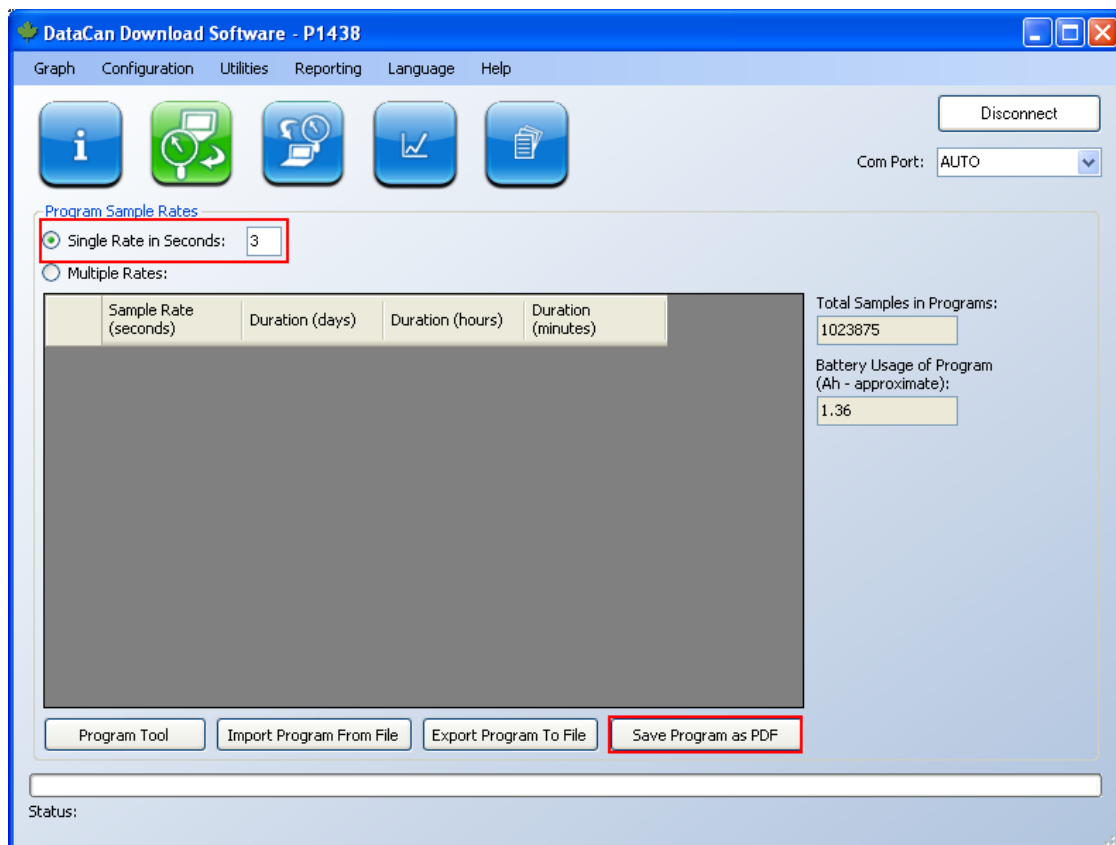 DataCan Download Software - P1438
Graph Configuration Utilities Reporting Language Help
i
Disconnect
Com Port: AUTO
Program Sample Rates
Single Rate in Seconds: 3
Multiple Rates:
Sample Rate
(seconds)
Duration (days)
Duration (hours)
Duration
(minutes)
Total Samples in Programs:
1023875
Battery Usage of Program
(Ah - approximate):
1.36
Program Tool
Import Program From File
Export Program To File
Save Program as PDF
Status: